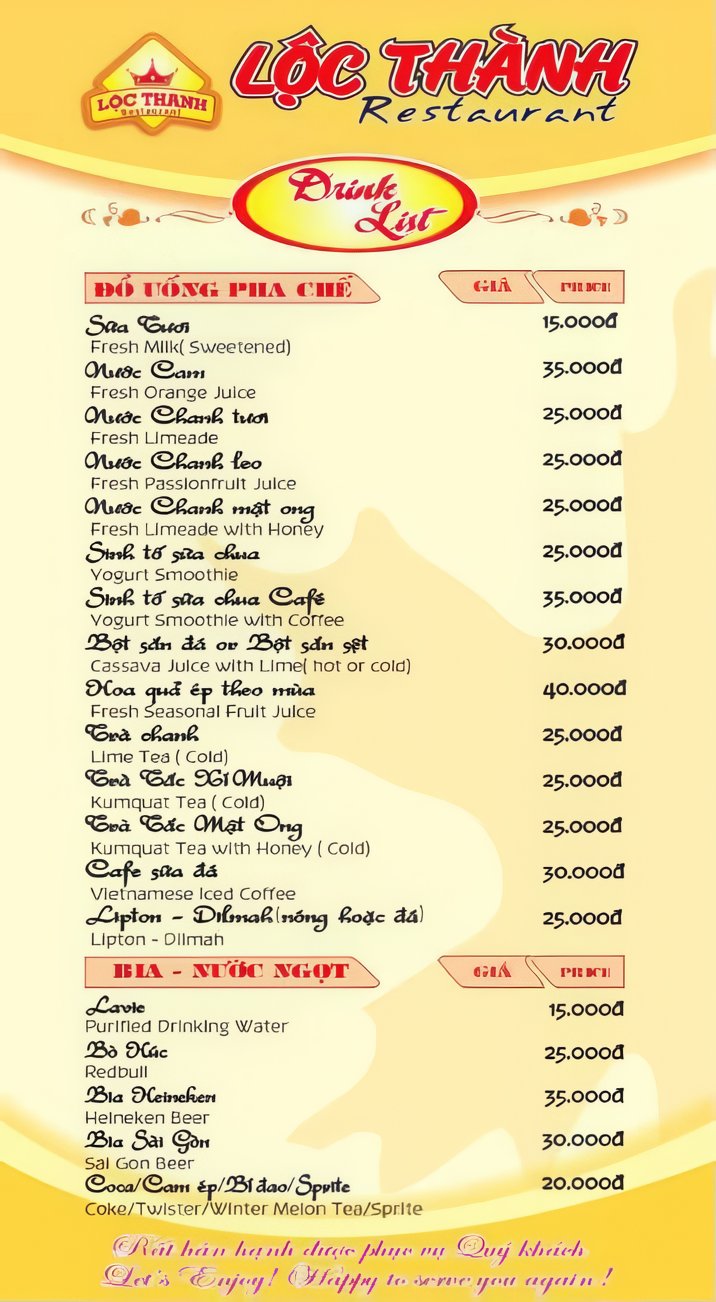 LỘC THÀNH
LỘC THANH
Restaurant
Restaurant
Drink
List
ĐỒ UỐNG PHA CHẾ GIÁ PRICE
Sữa Tươi 15.000đ
Fresh Milk( Sweetened)
Nước Cam 35.000đ
Fresh Orange Juice
Nước Chanh tươi 25.000đ
Fresh Limeade
Nước Chanh leo 25.000đ
Fresh Passionfruit Juice
Nước Chanh mật ong 25.000đ
Fresh Limeade with Honey
Sinh tố sữa chua 25.000đ
Yogurt Smoothie
Sinh tố sữa chua Café 35.000đ
Yogurt Smoothie with Coffee
Bột sắn đá or Bột sắn sệt 30.000đ
Cassava Juice with Lime( hot or cold)
Hoa quả ép theo mùa 40.000đ
Fresh Seasonal Fruit Juice
Trà chanh 25.000đ
Lime Tea ( Cold)
Trà Tắc Xí Muội 25.000đ
Kumquat Tea ( Cold)
Trà Tắc Mật Ong 25.000đ
Kumquat Tea with Honey ( Cold)
Cafe sữa đá 30.000đ
Vietnamese Iced Coffee
Lipton - Dilmah(nóng hoặc đá) 25.000đ
Lipton - Dilmah
BIA - NƯỚC NGỌT GIÁ PRICE
Lavie 15.000đ
Purified Drinking Water
Bò Húc 25.000đ
Redbull
Bia Heineken 35.000đ
Heineken Beer
Bia Sài Gòn 30.000đ
Sai Gon Beer
Coca/Cam ép/Bí đao/Sprite 20.000đ
Coke/Twister/Winter Melon Tea/Sprite
Rất hân hạnh được phục vụ Quý khách
Let's Enjoy! Happy to serve you again !